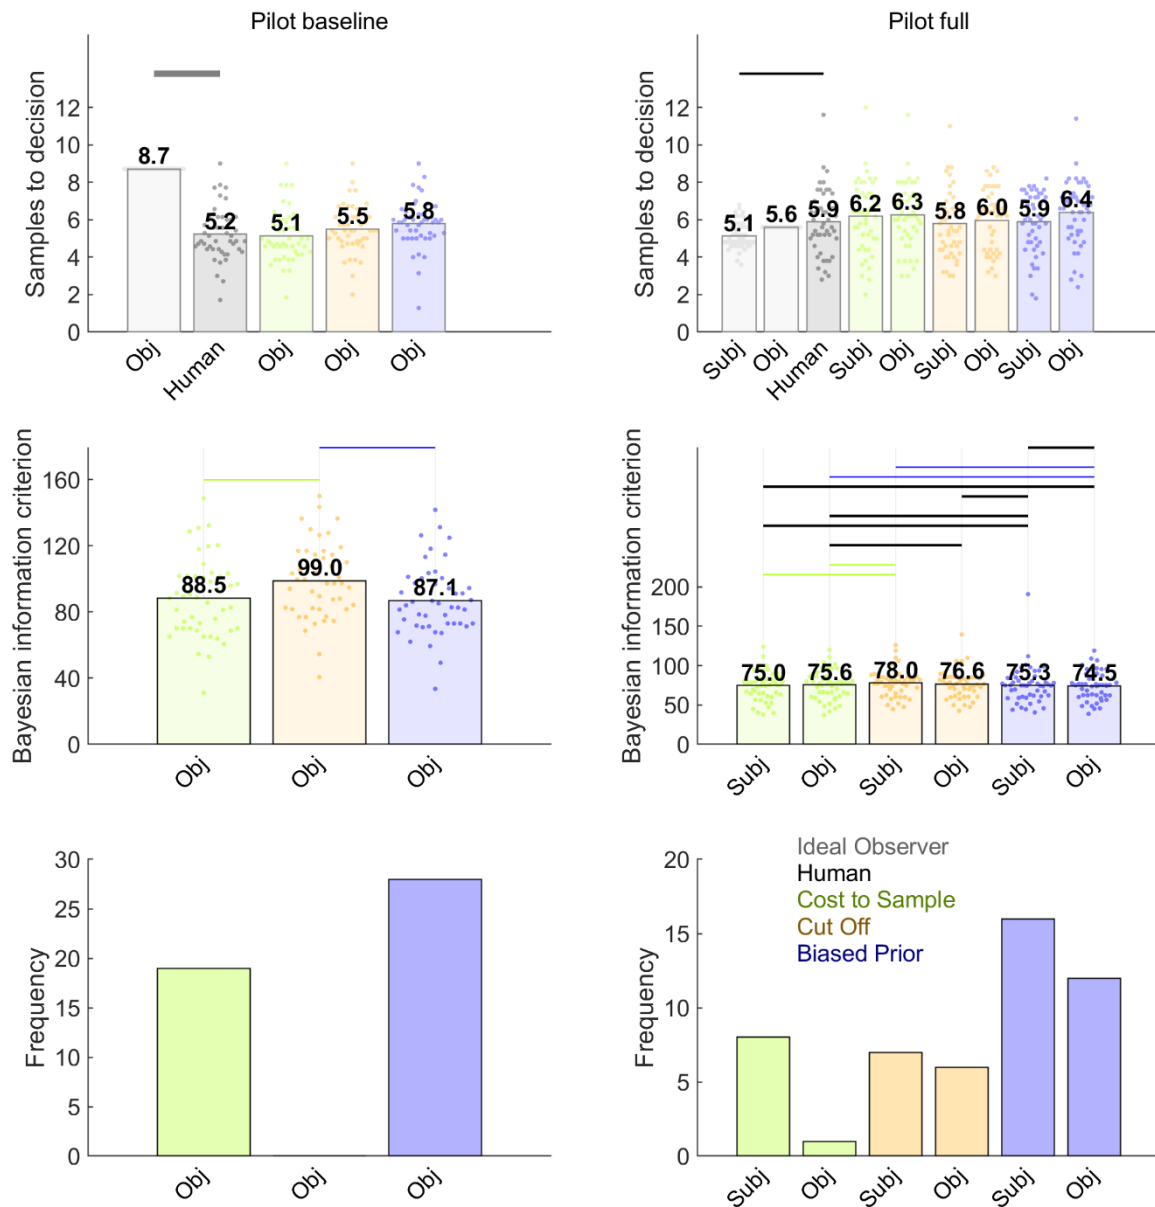 Pilot baseline
Samples to decision
12
10
8
6
4
2
0
8.7
5.2
5.1
5.5
5.8
Obj
Human
Obj
Obj
Obj
Pilot full
Samples to decision
12
10
8
6
4
2
0
5.1
5.6
5.9
6.2
6.3
5.8
6.0
5.9
6.4
Subj
Obj
Human
Subj
Obj
Subj
Obj
Subj
Obj
Bayesian information criterion
160
120
80
40
0
88.5
99.0
87.1
Obj
Obj
Obj
Bayesian information criterion
200
150
100
50
0
75.0
75.6
78.0
76.6
75.3
74.5
Subj
Obj
Subj
Obj
Subj
Obj
Frequency
30
25
20
15
10
5
0
Obj
Obj
Obj
Frequency
20
15
10
5
0
Ideal Observer
Human
Cost to Sample
Cut Off
Biased Prior
Subj
Obj
Subj
Obj
Subj
Obj